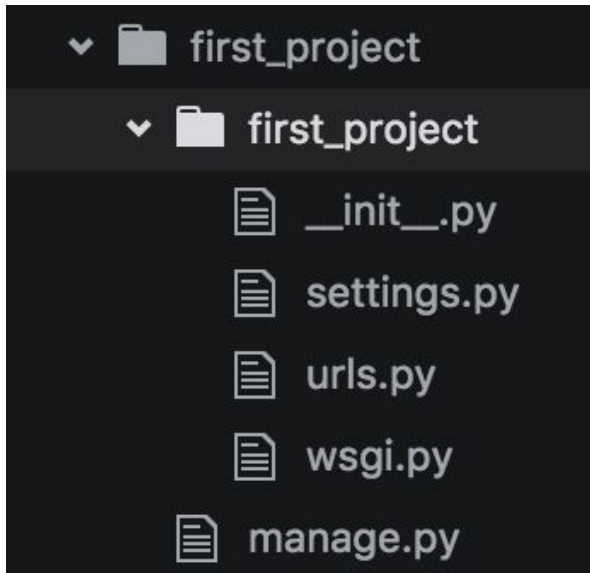 first_project
first_project
__init__.py
settings.py
urls.py
wsgi.py
manage.py